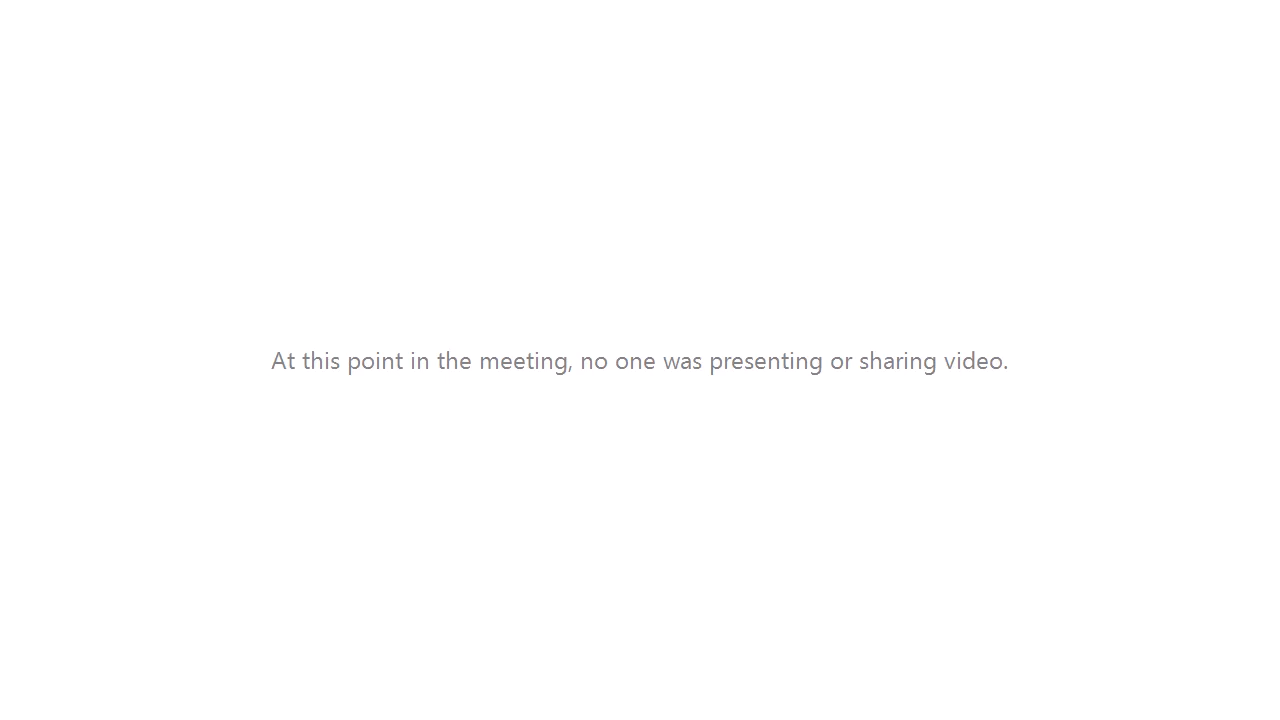 At this point in the meeting, no one was presenting or sharing video.